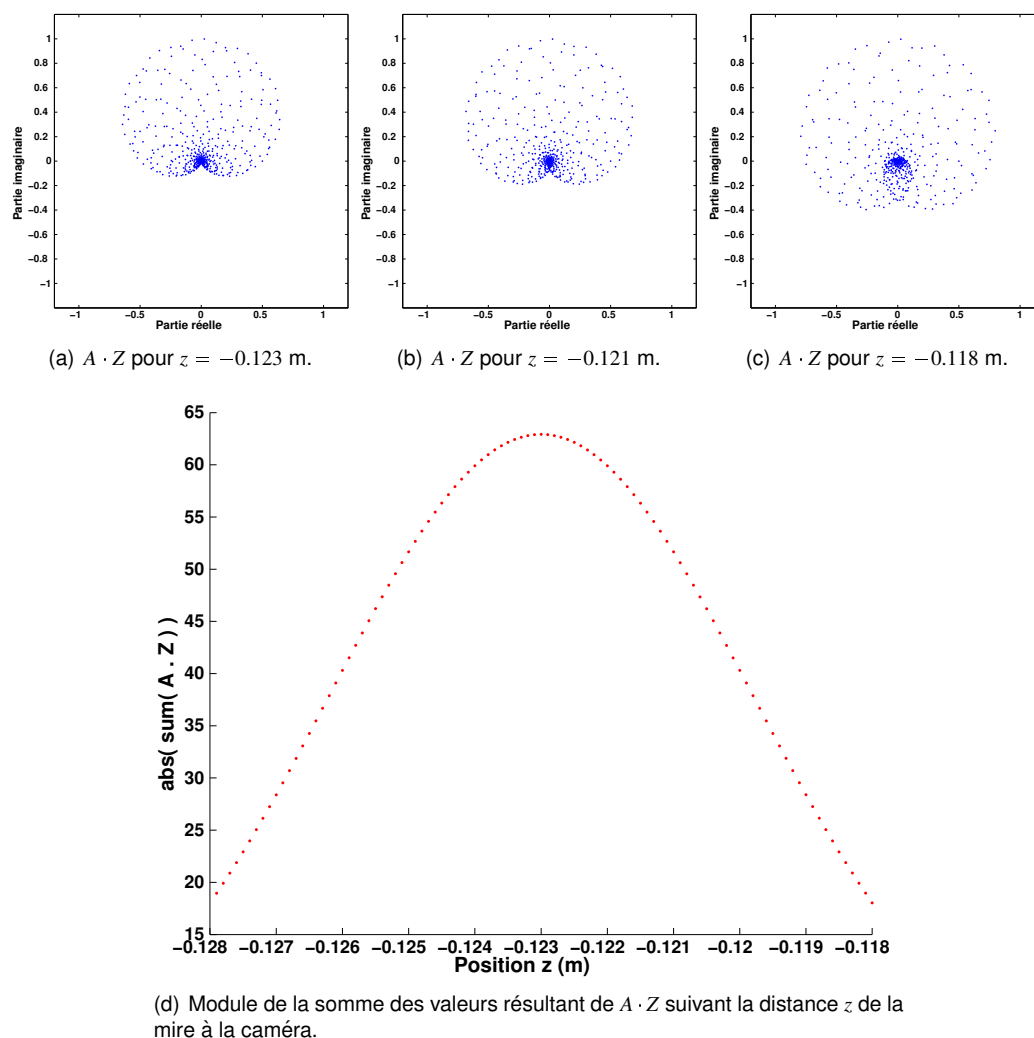 Partie imaginaire
1
0.8
0.6
0.4
0.2
0
−0.2
−0.4
−0.6
−0.8
−1
−1 −0.5 0 0.5 1
Partie réelle
(a) A · Z pour z = −0.123 m.
Partie imaginaire
1
0.8
0.6
0.4
0.2
0
−0.2
−0.4
−0.6
−0.8
−1
−1 −0.5 0 0.5 1
Partie réelle
(b) A · Z pour z = −0.121 m.
Partie imaginaire
1
0.8
0.6
0.4
0.2
0
−0.2
−0.4
−0.6
−0.8
−1
−1 −0.5 0 0.5 1
Partie réelle
(c) A · Z pour z = −0.118 m.
abs( sum( A . Z ) )
65
60
55
50
45
40
35
30
25
20
15
−0.128 −0.127 −0.126 −0.125 −0.124 −0.123 −0.122 −0.121 −0.12 −0.119 −0.118
Position z (m)
(d) Module de la somme des valeurs résultant de A · Z suivant la distance z de la
mire à la caméra.